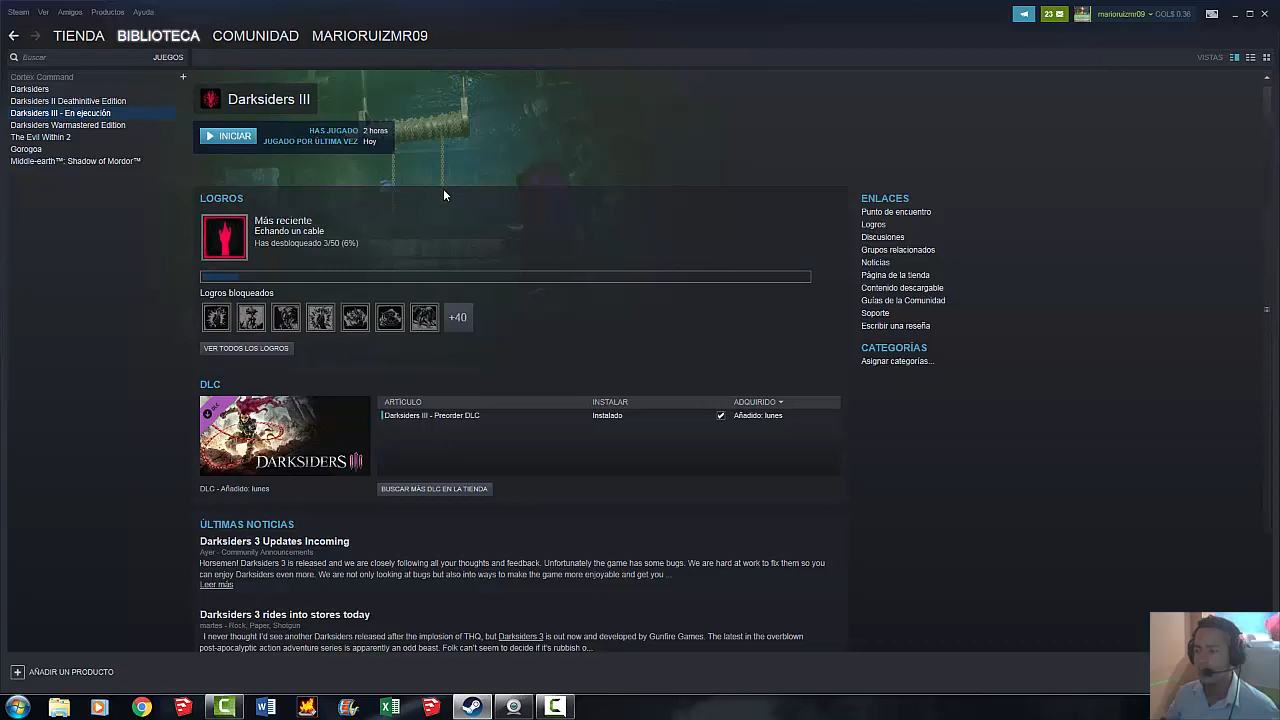 Steam Ver Amigos Productos Ayuda
23 marioruizmr09 COL$ 0.36
TIENDA BIBLIOTECA COMUNIDAD MARIORUIZMR09
Buscar JUEGOS VISTAS
Cortex Command +
Darksiders
Darksiders II Deathinitive Edition
Darksiders III - En ejecución
Darksiders Warmastered Edition
The Evil Within 2
Gorogoa
Middle-earth™: Shadow of Mordor™
Darksiders III
INICIAR
HAS JUGADO 2 horas
JUGADO POR ÚLTIMA VEZ Hoy
LOGROS
Más reciente
Echando un cable
Has desbloqueado 3/50 (6%)
Logros bloqueados
+40
VER TODOS LOS LOGROS
DLC
ARTÍCULO INSTALAR ADQUIRIDO
Darksiders III - Preorder DLC Instalado Añadido: lunes
DARKSIDERS III
DLC
DLC - Añadido: lunes
BUSCAR MÁS DLC EN LA TIENDA
ÚLTIMAS NOTICIAS
Darksiders 3 Updates Incoming
Ayer - Community Announcements
Horsemen! Darksiders 3 is released and we are closely following all your thoughts and feedback. Unfortunately the game has some bugs. We are hard at work to fix them so you
can enjoy Darksiders even more. We are not only looking at bugs but also into ways to make the game more enjoyable and get you ...
Leer más
Darksiders 3 rides into stores today
martes - Rock, Paper, Shotgun
I never thought I'd see another Darksiders released after the implosion of THQ, but Darksiders 3 is out now and developed by Gunfire Games. The latest in the overblown
post-apocalyptic action adventure series is apparently an odd beast. Folk can't seem to decide if it's rubbish o...
ENLACES
Punto de encuentro
Logros
Discusiones
Grupos relacionados
Noticias
Página de la tienda
Contenido descargable
Guías de la Comunidad
Soporte
Escribir una reseña
CATEGORÍAS
Asignar categorías...
+ AÑADIR UN PRODUCTO